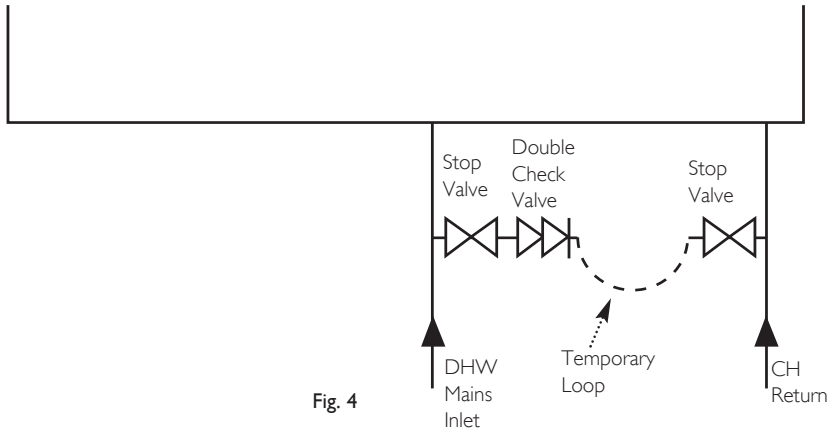 Stop
Valve
Double
Check
Valve
Stop
Valve
Temporary
Loop
DHW
Mains
Inlet
CH
Return
Fig. 4